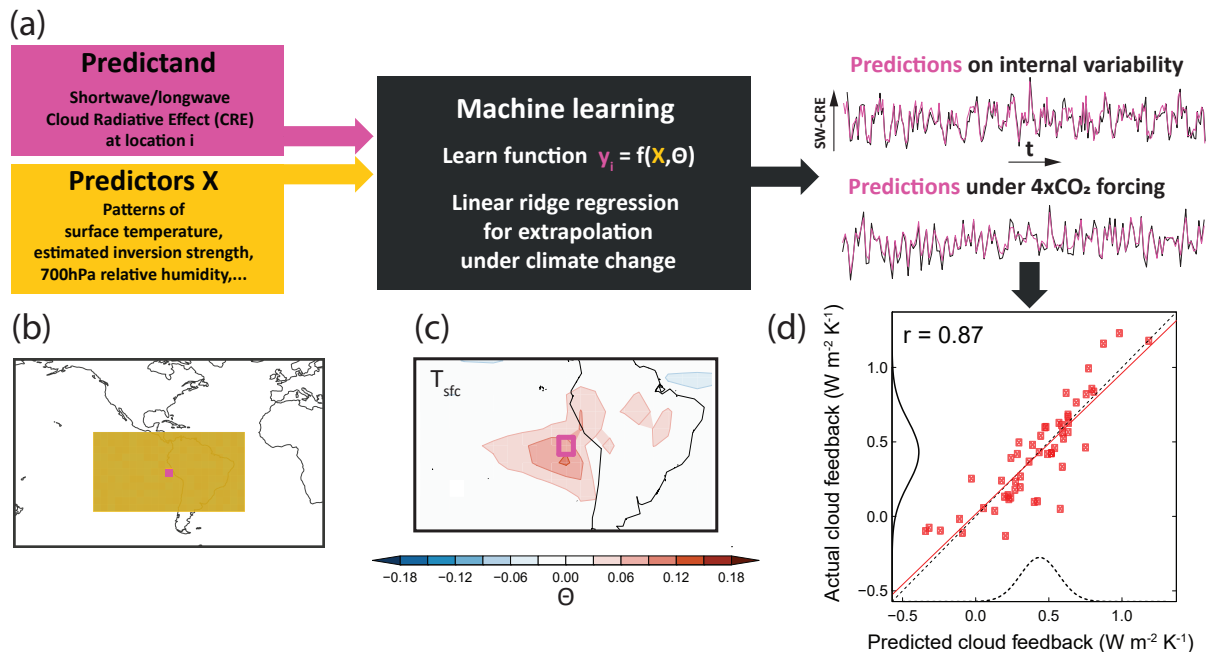 (a)
Predictand
Shortwave/longwave
Cloud Radiative Effect (CRE)
at location i
Predictors X
Patterns of
surface temperature,
estimated inversion strength,
700hPa relative humidity,...
Machine learning
Learn function yᵢ = f(X,Θ)
Linear ridge regression
for extrapolation
under climate change
Predictions on internal variability
SW-CRE
t
Predictions under 4xCO₂ forcing
(b)
(c)
T_sfc
−0.18 −0.12 −0.06 0.00 0.06 0.12 0.18
Θ
(d)
r = 0.87
Actual cloud feedback (W m⁻² K⁻¹)
1.0
0.5
0.0
−0.5
−0.5 0.0 0.5 1.0
Predicted cloud feedback (W m⁻² K⁻¹)